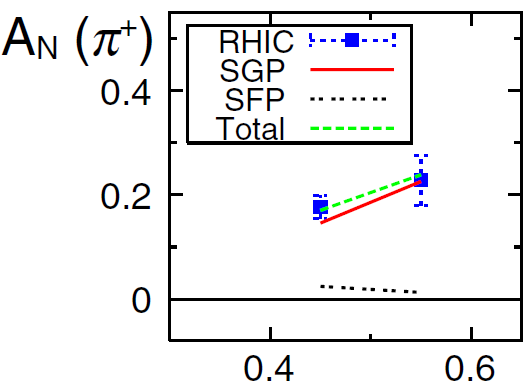 A_N (π⁺)
RHIC
SGP
SFP
Total
0.4
0.2
0
0.4 0.6